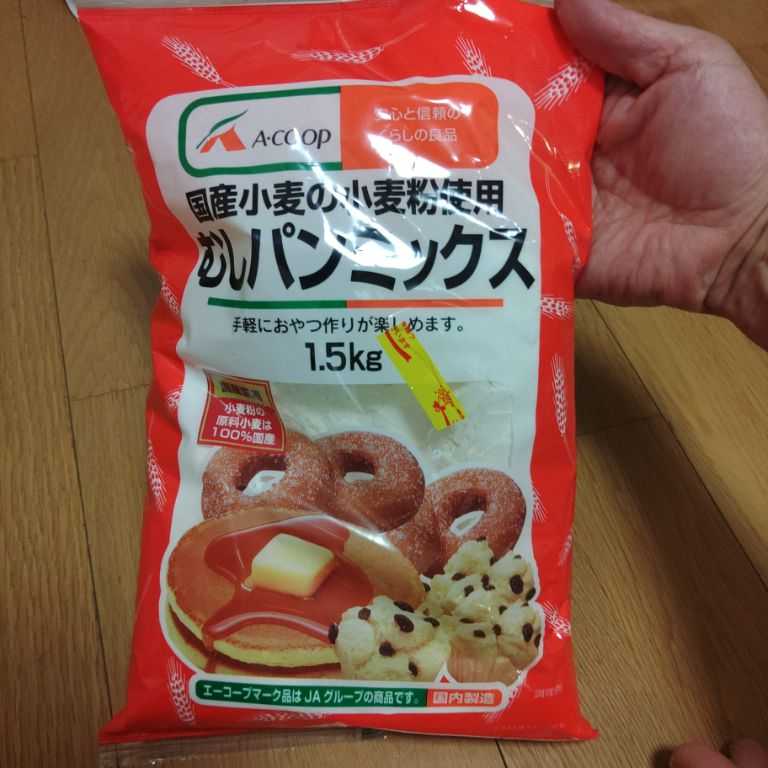 A·COOP
安心と信頼の
くらしの良品
国産小麦の小麦粉使用
むしパンミックス
手軽におやつ作りが楽しめます。
1.5kg
小麦粉の
原料小麦は
100%国産
エーコープマーク品はJAグループの商品です。
国内製造